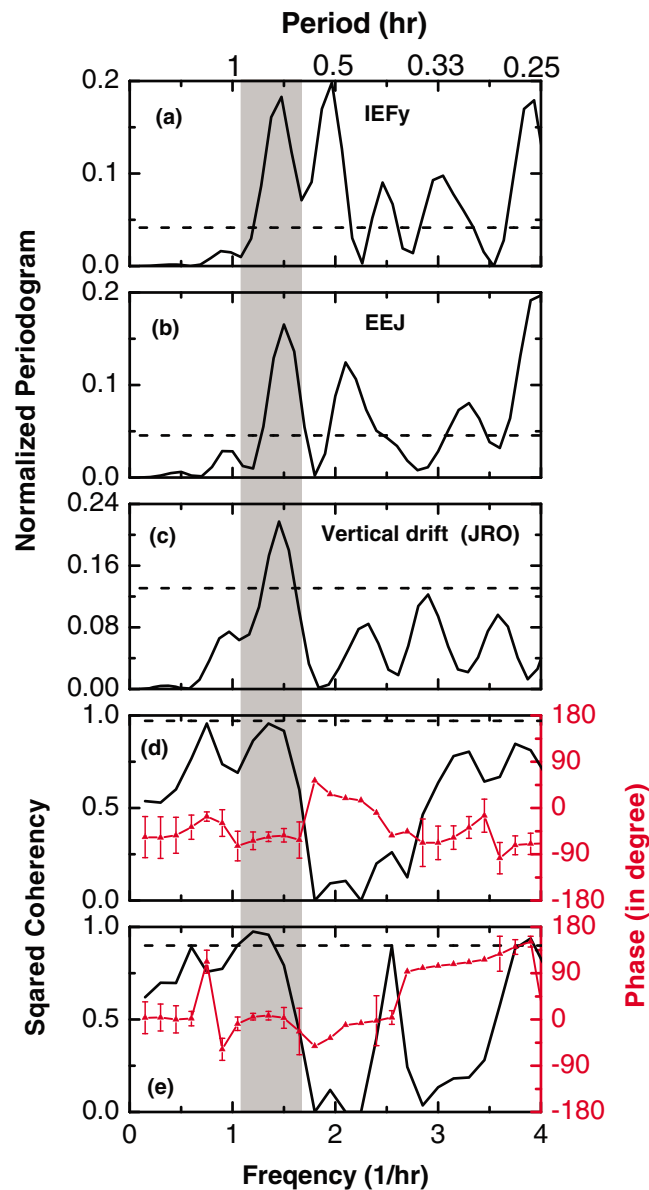 Period (hr)
1 0.5 0.33 0.25
Normalized Periodogram
0.2
0.1
0.0
(a) IEFy
0.2
0.1
0.0
(b) EEJ
0.24
0.16
0.08
0.00
(c) Vertical drift (JRO)
Sqared Coherency
1.0
0.5
0.0
(d)
180
90
0
-90
-180
1.0
0.5
0.0
(e)
180
90
0
-90
-180
Phase (in degree)
0 1 2 3 4
Freqency (1/hr)